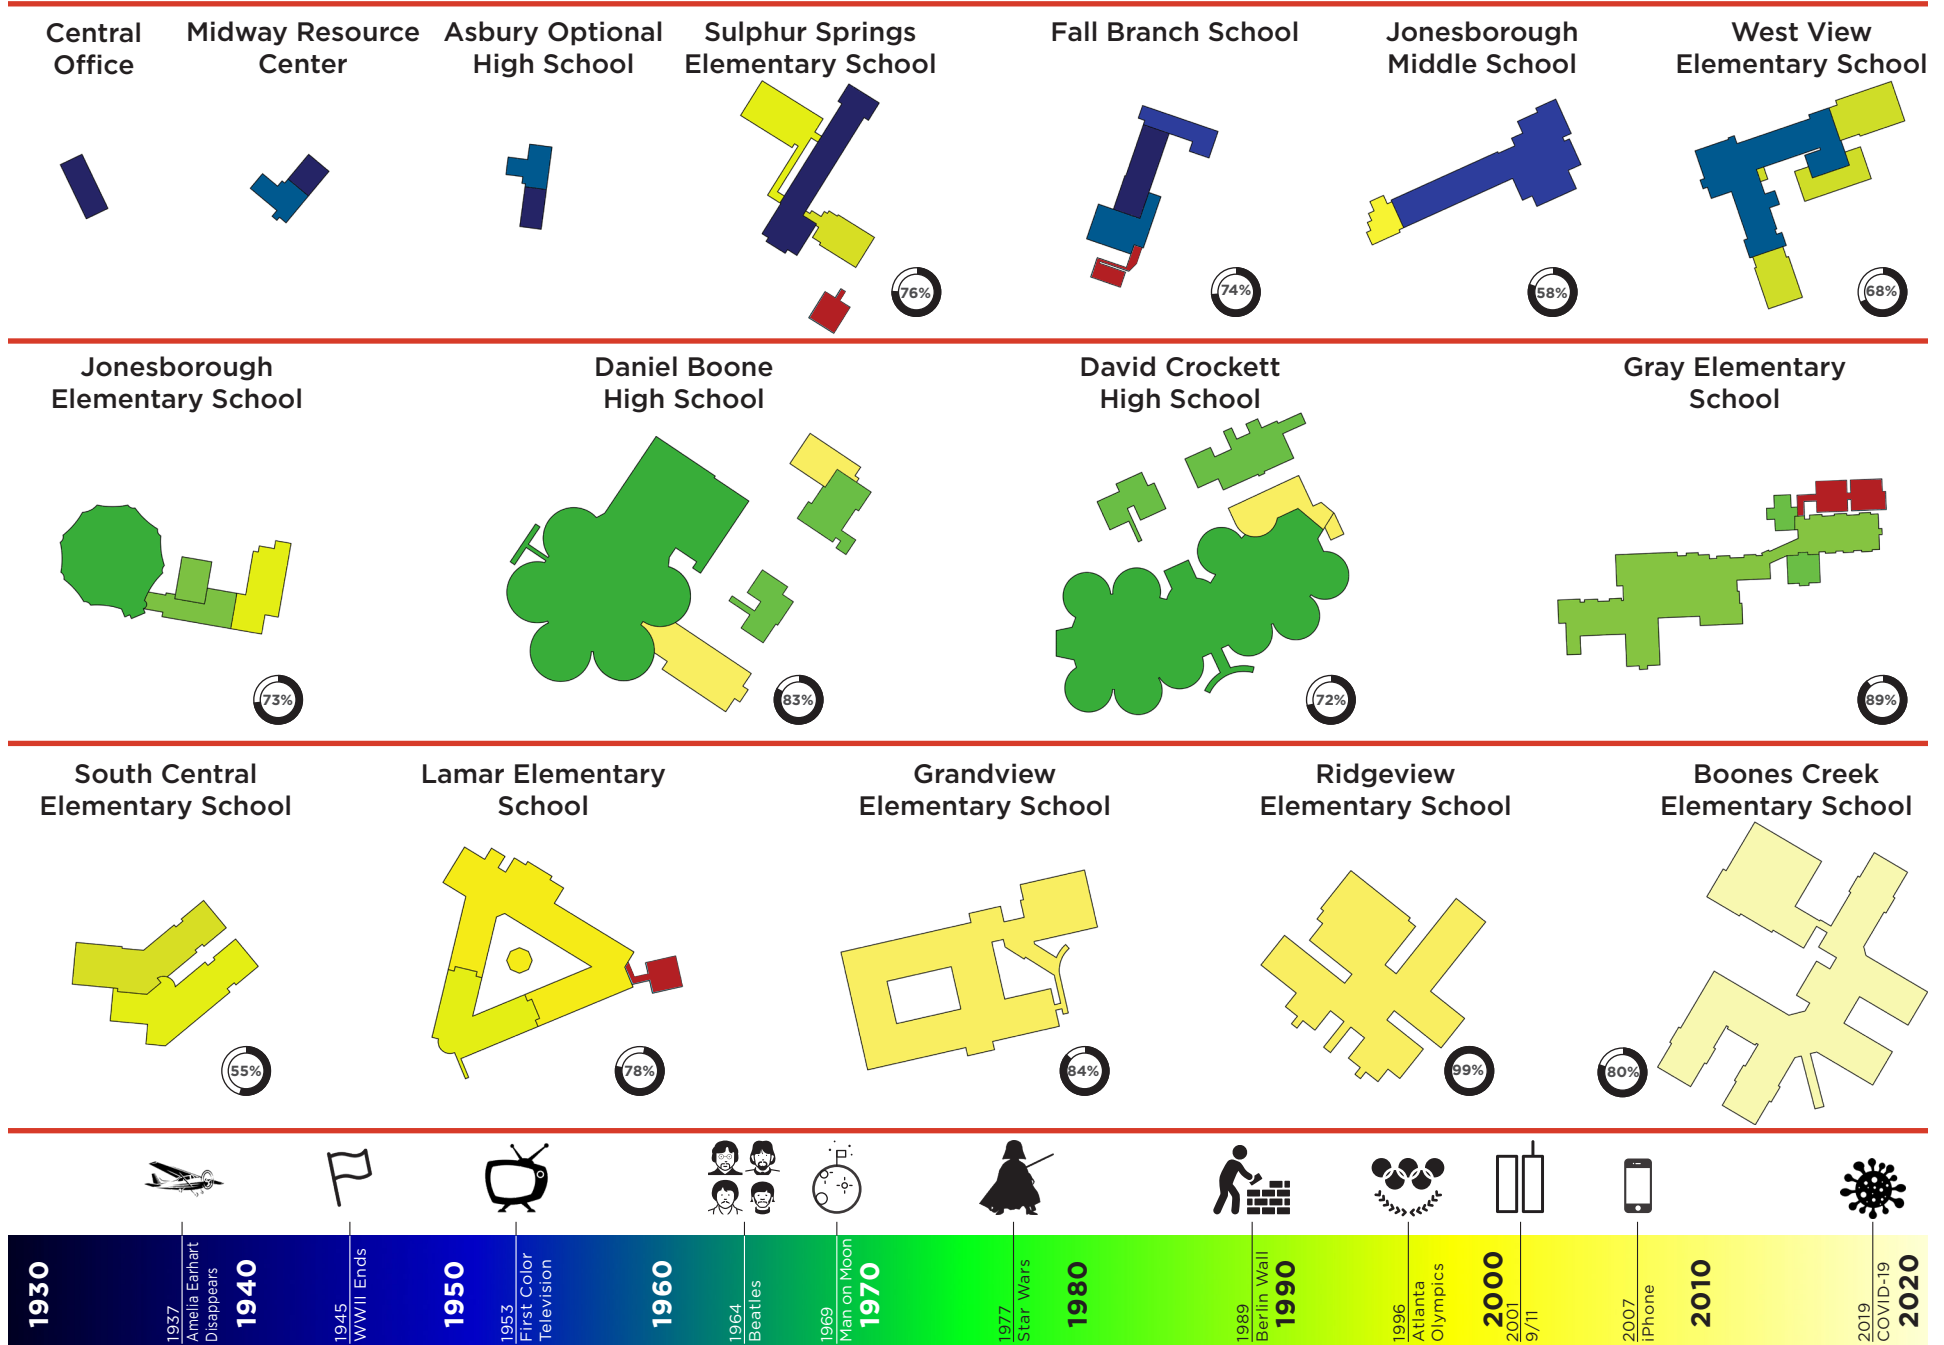 Central
Office
Midway Resource
Center
Asbury Optional
High School
Sulphur Springs
Elementary School
Fall Branch School
Jonesborough
Middle School
West View
Elementary School
76%
74%
58%
68%
Jonesborough
Elementary School
Daniel Boone
High School
David Crockett
High School
Gray Elementary
School
73%
83%
72%
89%
South Central
Elementary School
Lamar Elementary
School
Grandview
Elementary School
Ridgeview
Elementary School
Boones Creek
Elementary School
55%
78%
84%
99%
80%
1930
1937
Amelia Earhart
Disappears
1940
1945
WWII Ends
1950
1953
First Color
Television
1960
1964
Beatles
1969
Man on Moon
1970
1977
Star Wars
1980
1989
Berlin Wall
1990
1996
Atlanta
Olympics
2000
2001
9/11
2007
iPhone
2010
2019
COVID-19
2020